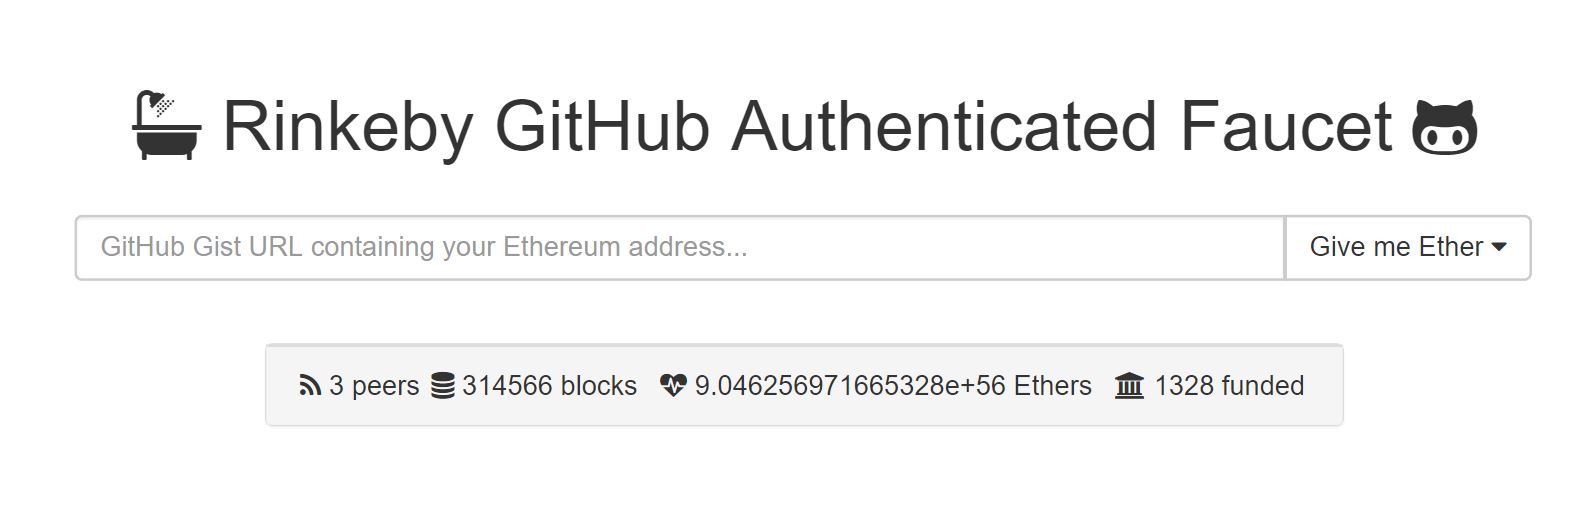 Rinkeby GitHub Authenticated Faucet
GitHub Gist URL containing your Ethereum address... Give me Ether
3 peers 314566 blocks 9.046256971665328e+56 Ethers 1328 funded